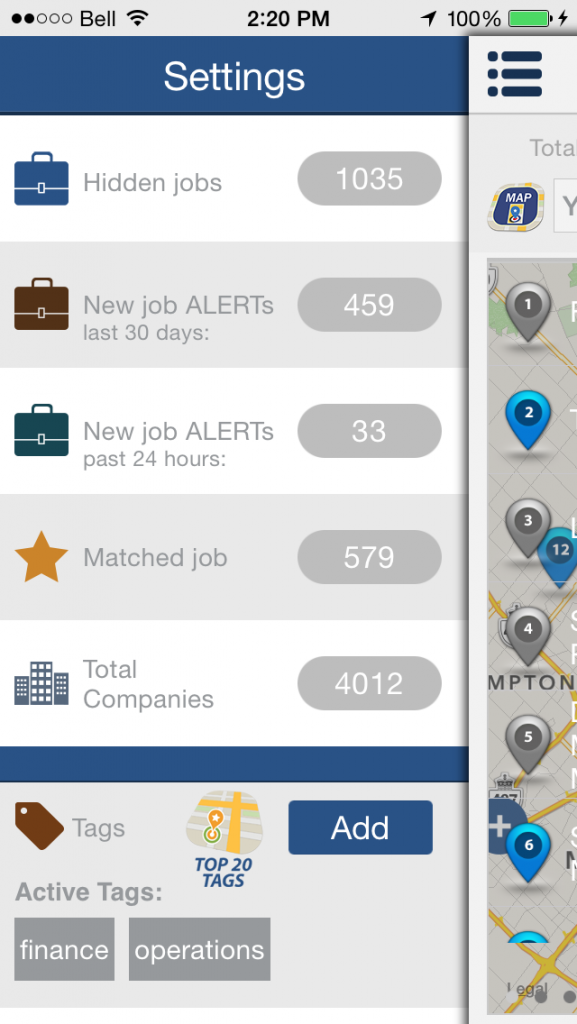 Bell 2:20 PM 100%
Settings
Hidden jobs 1035
New job ALERTs 459
last 30 days:
New job ALERTs 33
past 24 hours:
Matched job 579
Total
Companies 4012
Tags
Add
TOP 20
TAGS
Active Tags:
finance operations
Total
MAP
Y
1
2
3
12
4
MPTON
5
407
+
6
Legal